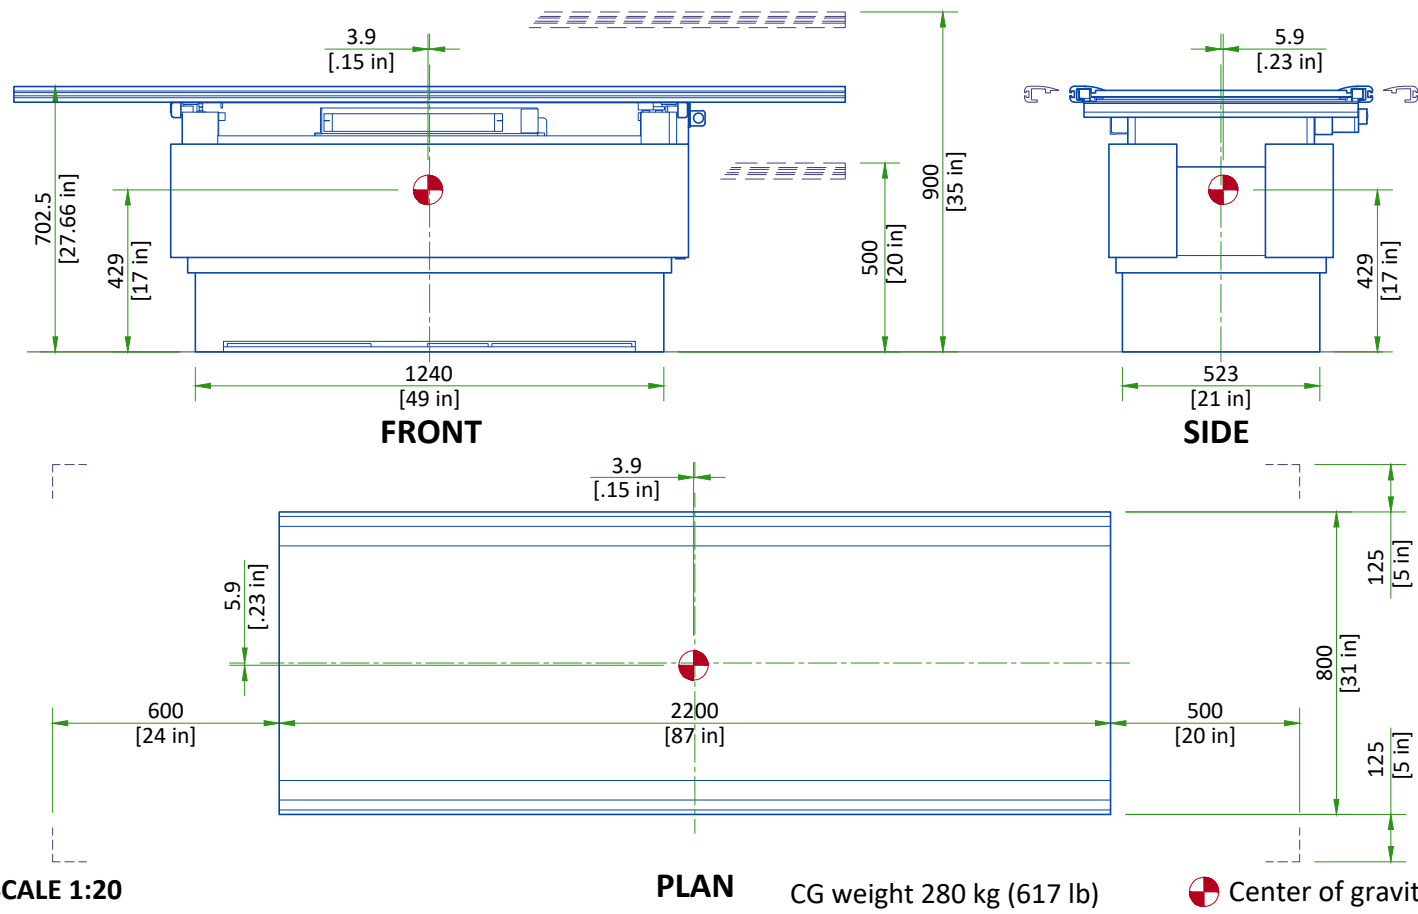 3.9
[.15 in]
5.9
[.23 in]
702.5
[27.66 in]
429
[17 in]
900
[35 in]
500
[20 in]
429
[17 in]
1240
[49 in]
523
[21 in]
FRONT
SIDE
3.9
[.15 in]
125
[5 in]
5.9
[.23 in]
800
[31 in]
600
[24 in]
2200
[87 in]
500
[20 in]
125
[5 in]
CALE 1:20
PLAN
CG weight 280 kg (617 lb)
Center of gravit